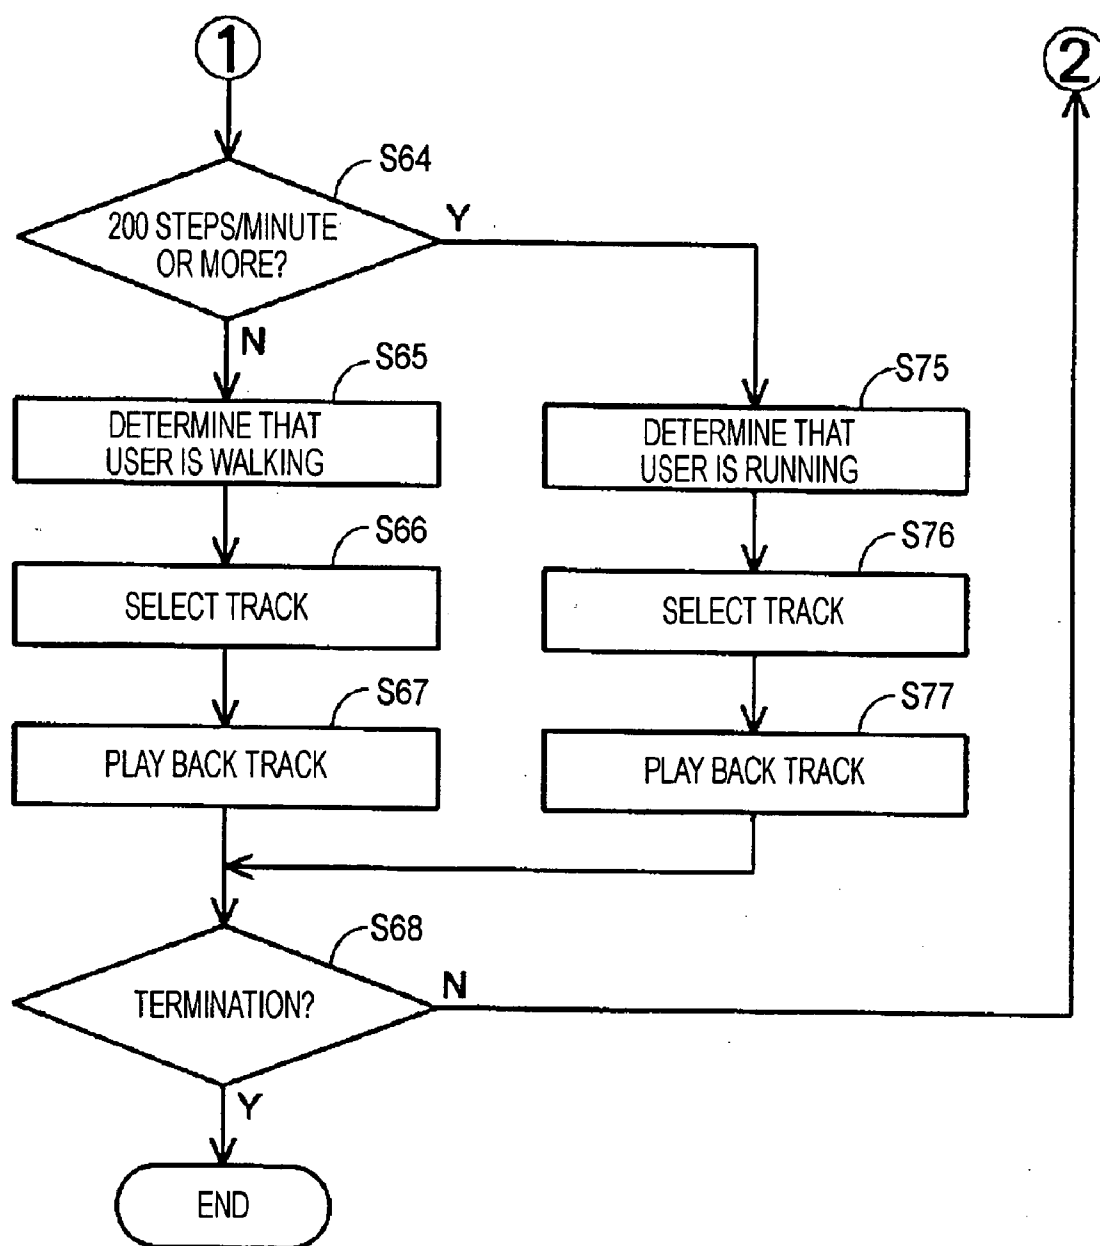 1
2
S64
200 STEPS/MINUTE
OR MORE?
Y
N
S65
DETERMINE THAT
USER IS WALKING
S75
DETERMINE THAT
USER IS RUNNING
S66
SELECT TRACK
S76
SELECT TRACK
S67
PLAY BACK TRACK
S77
PLAY BACK TRACK
S68
TERMINATION?
N
Y
END